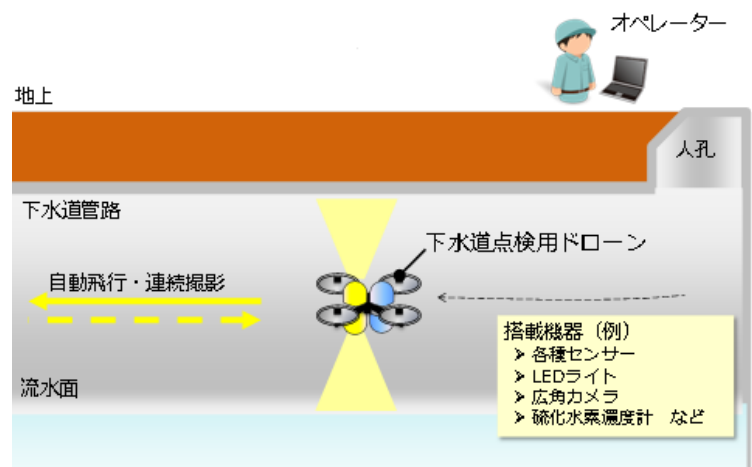 オペレーター
地上
人孔
下水道管路
下水道点検用ドローン
自動飛行・連続撮影
搭載機器（例）
➢ 各種センサー
➢ LEDライト
➢ 広角カメラ
➢ 硫化水素濃度計　など
流水面